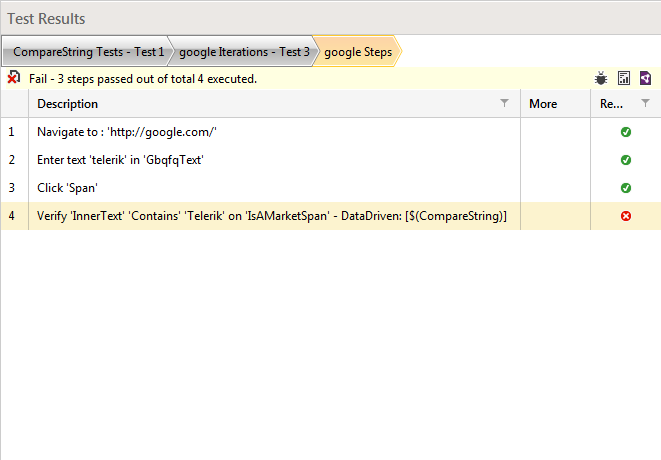 Test Results
CompareString Tests - Test 1 google Iterations - Test 3 google Steps
Fail - 3 steps passed out of total 4 executed.
Description More Re...
1 Navigate to : 'http://google.com/'
2 Enter text 'telerik' in 'GbqfqText'
3 Click 'Span'
4 Verify 'InnerText' 'Contains' 'Telerik' on 'IsAMarketSpan' - DataDriven: [$(CompareString)]